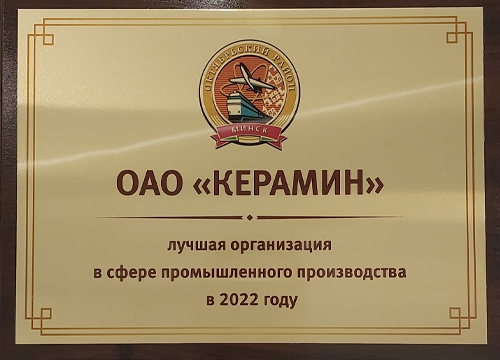 ОКТЯБРЬСКИЙ РАЙОН
МИНСК
ОАО «КЕРАМИН»
лучшая организация
в сфере промышленного производства
в 2022 году